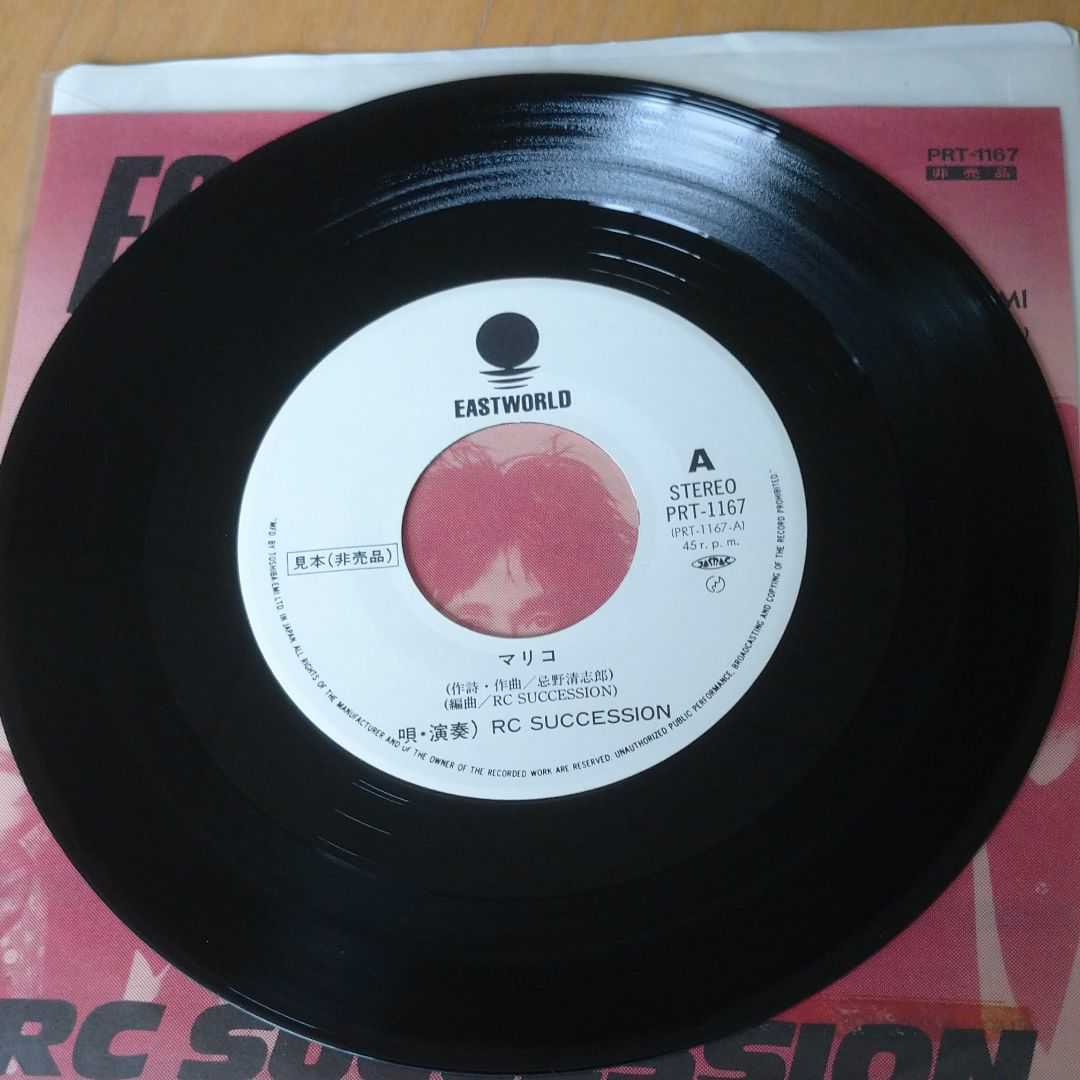 PRT-1167
非売品
MI
EASTWORLD
A
STEREO
PRT-1167
(PRT-1167-A)
45 r. p. m.
JASRAC
見本(非売品)
マリコ
(作詩・作曲/忌野清志郎)
(編曲/RC SUCCESSION)
唄・演奏) RC SUCCESSION
"MFD BY TOSHIBA EMI LTD. IN JAPAN ALL RIGHTS OF THE MANUFACTURER AND OF THE OWNER OF THE RECORDED WORK ARE RESERVED. UNAUTHORIZED PUBLIC PERFORMANCE, BROADCASTING AND COPYING OF THE RECORD PROHIBITED."
RC SUCCESSION